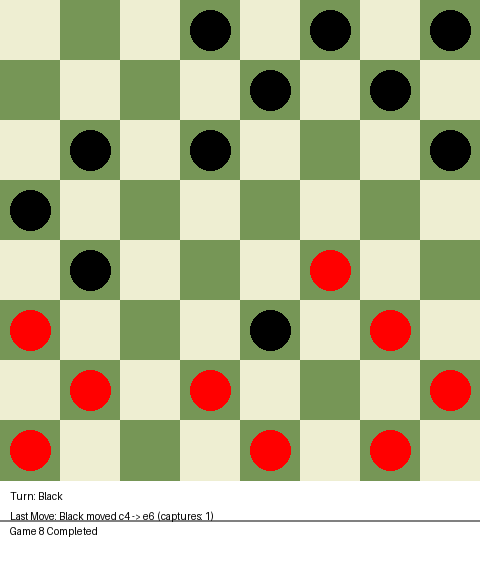 Turn: Black
Last Move: Black moved c4 -> e6 (captures: 1)
Game 8 Completed